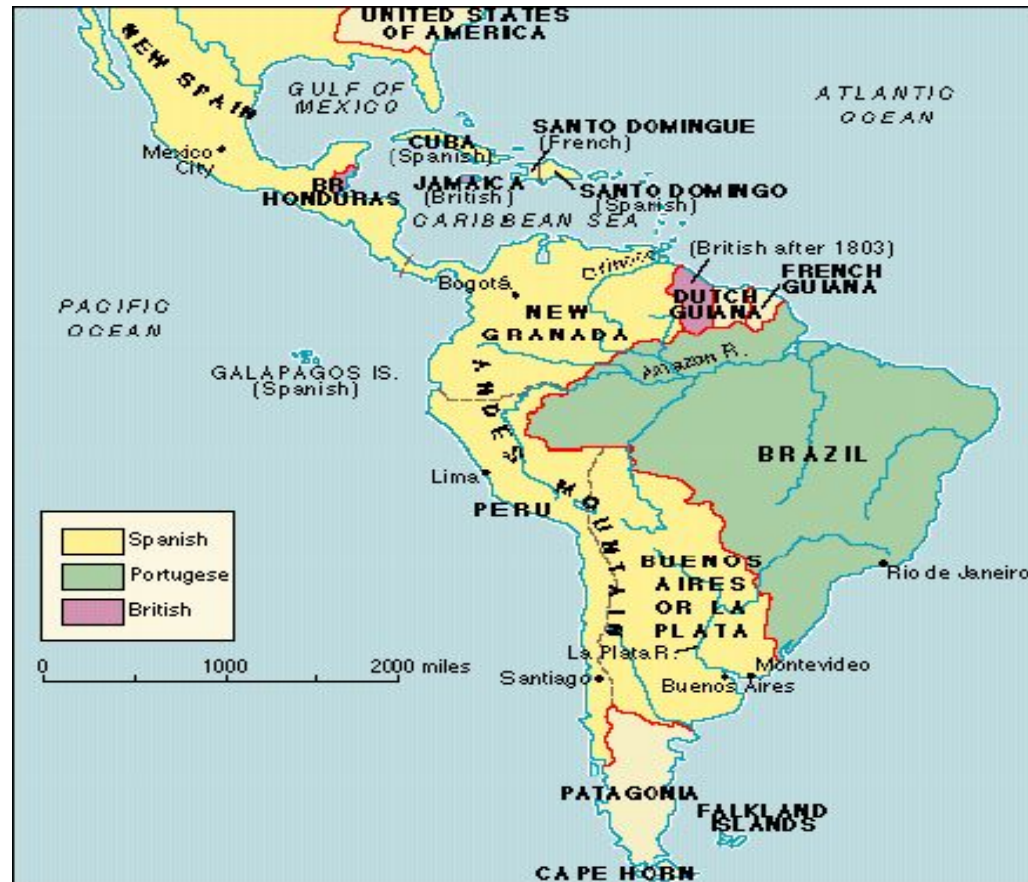 UNITED STATES
OF AMERICA
NEW SPAIN
GULF OF
MEXICO
ATLANTIC
OCEAN
Mexico
City
CUBA
(Spanish)
SANTO DOMINGUE
(French)
BR.
HONDURAS
JAMAICA
(British)
SANTO DOMINGO
(Spanish)
CARIBBEAN SEA
(British after 1803)
Orinoco
FRENCH
GUIANA
Bogotá
DUTCH
GUIANA
NEW
GRANADA
PACIFIC
OCEAN
Amazon R.
GALAPAGOS IS.
(Spanish)
ANDES MOUNTAIN
BRAZIL
Lima
PERU
Spanish
Portugese
British
BUENOS
AIRES
OR LA
PLATA
Rio de Janeiro
0 1000 2000 miles
La Plata R.
Montevideo
Santiago
Buenos Aires
PATAGONIA
FALKLAND
ISLANDS
CAPE HORN